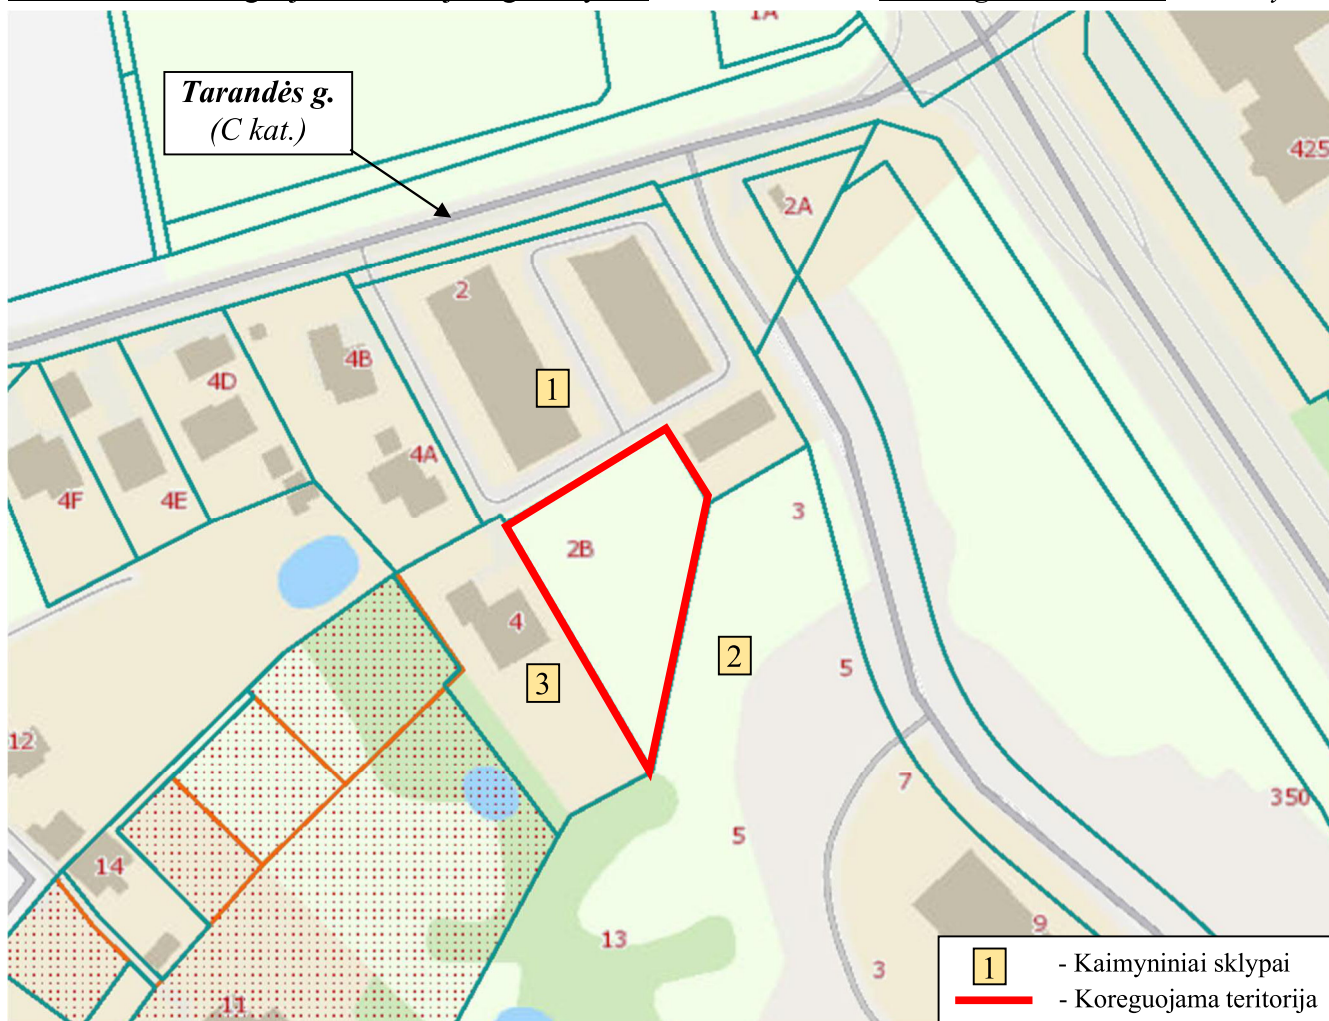 1A
Tarandės g.
(C kat.)
425
2A
2
4B
4D
1
4A
4F
4E
3
2B
4
2
5
3
12
7
350
5
14
9
13
3
11
1 - Kaimyniniai sklypai
- Koreguojama teritorija